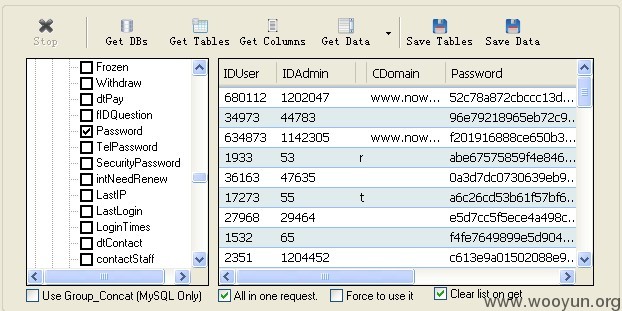 Stop Get DBs Get Tables Get Columns Get Data Save Tables Save Data
Frozen
Withdraw
dtPay
fIDQuestion
Password
TelPassword
SecurityPassword
intNeedRenew
LastIP
LastLogin
LoginTimes
dtContact
contactStaff
IDUser IDAdmin CDomain Password
680112 1202047 www.now... 52c78a872cbccc13d...
34973 44783 96e79218965eb72c9...
634873 1142305 www.now... f201916888ce650b3...
1933 53 r abe67575859f4e846...
36163 47635 0a3d7dc0730639eb9...
17273 55 t a6c26cd53b61f57bf6...
27968 29464 e5d7cc5f5ece4a498c...
1532 65 f4fe7649899e5d904...
2351 1204452 c613e9a01502088e9...
Use Group_Concat (MySQL Only) All in one request. Force to use it Clear list on get
www.wooyun.org